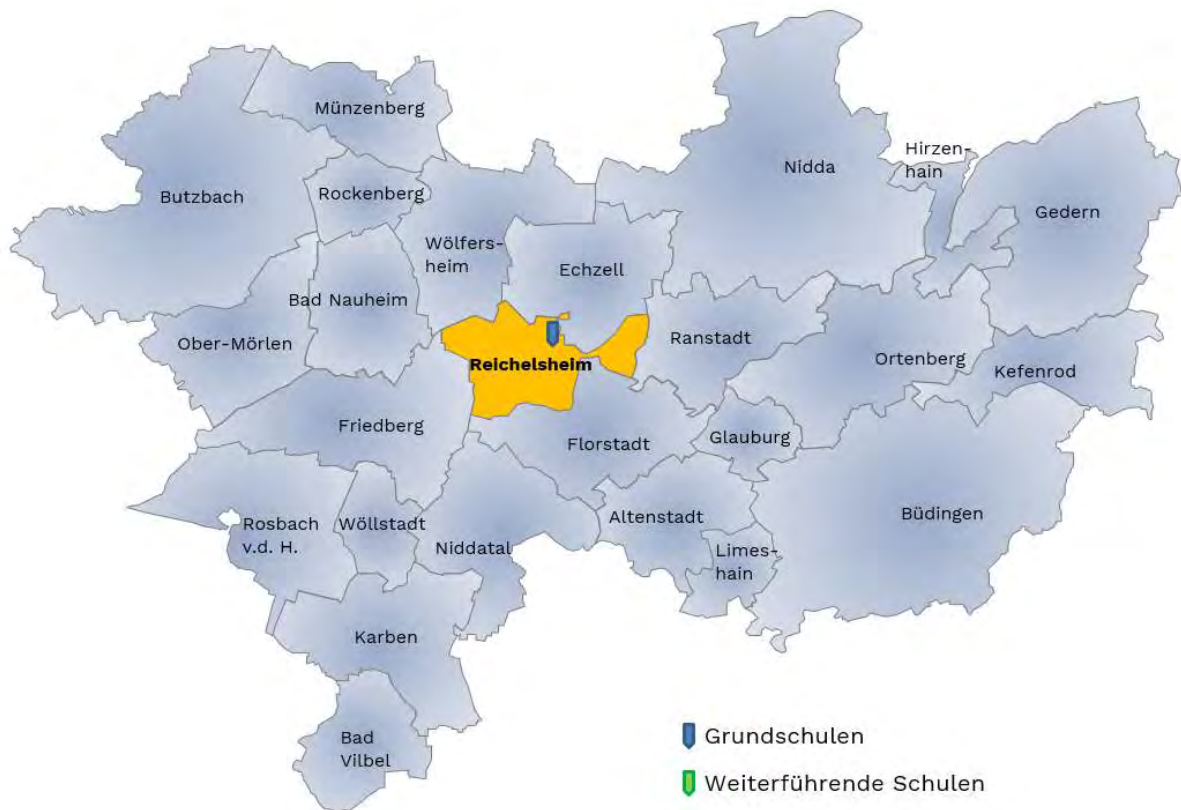 Münzenberg
Hirzen-
hain
Nidda
Butzbach
Rockenberg
Gedern
Wölfers-
heim
Echzell
Bad Nauheim
Ober-Mörlen
Ranstadt
Ortenberg
Reichelsheim
Kefenrod
Friedberg
Florstadt
Glauburg
Büdingen
Rosbach
v.d. H.
Wöllstadt
Altenstadt
Niddatal
Limes-
hain
Karben
Bad
Vilbel
Grundschulen
Weiterführende Schulen